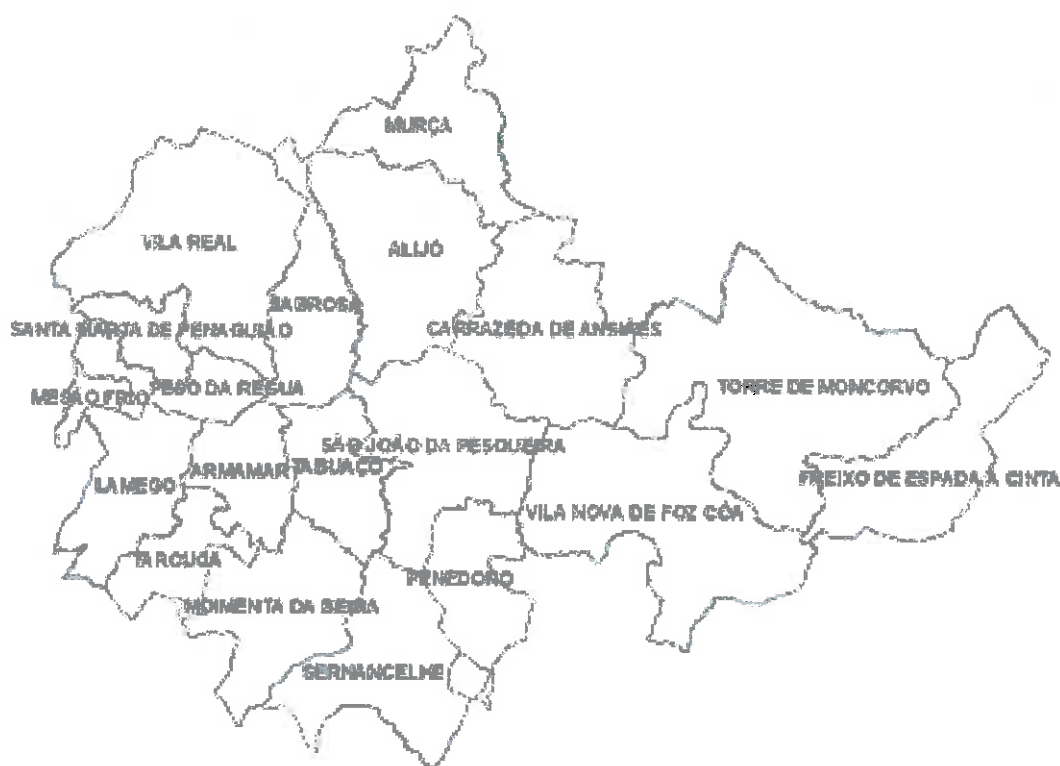 MURÇA
VILA REAL
ALIJÓ
SABROSA
SANTA MARTA DE PENAGUIÃO
CARRAZEDA DE ANSIÃES
MESÃO FRIO
PESO DA REGUA
TORRE DE MONCORVO
SÃO JOÃO DA PESQUEIRA
LAMEGO
ARMAMAR
TABUAÇO
FREIXO DE ESPADA À CINTA
VILA NOVA DE FOZ CÔA
TAROUCA
PENEDONO
MOIMENTA DA BEIRA
SERNANCELHE